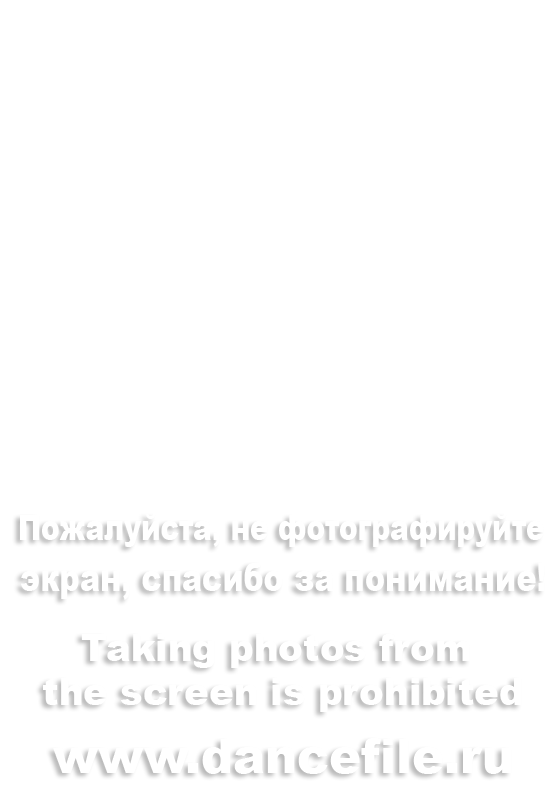 Пожалуйста, не фотографируйте
экран, спасибо за понимание!
Taking photos from
the screen is prohibited
www.dancefile.ru